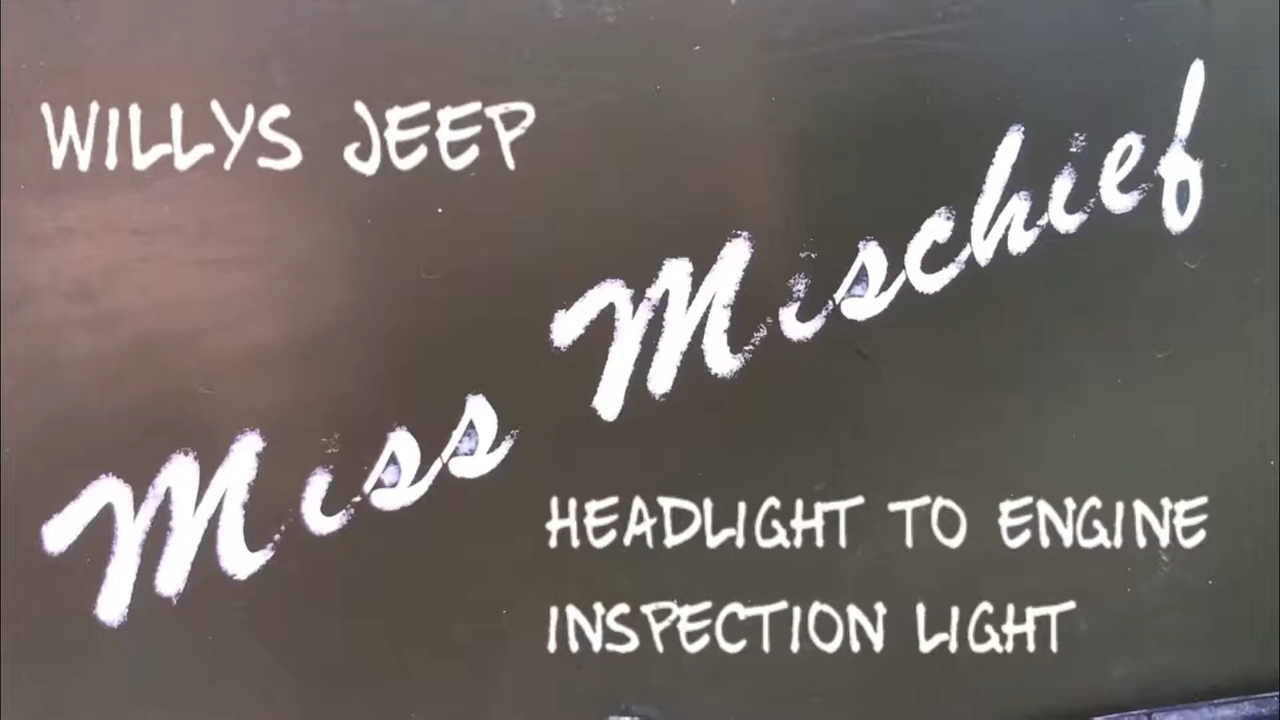 WILLYS JEEP
Miss Mischief
HEADLIGHT TO ENGINE
INSPECTION LIGHT